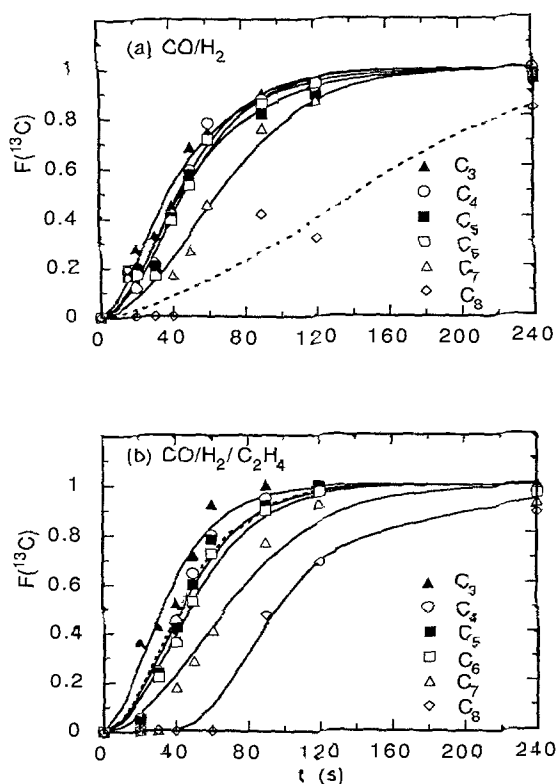 (a) CO/H₂
F(¹³C)
1
0.8
0.6
0.4
0.2
0
0 40 80 120 160 200 240
C₃
C₄
C₅
C₆
C₇
C₈
(b) CO/H₂/C₂H₄
F(¹³C)
1
0.8
0.6
0.4
0.2
0
0 40 80 120 160 200 240
t (s)
C₃
C₄
C₅
C₆
C₇
C₈